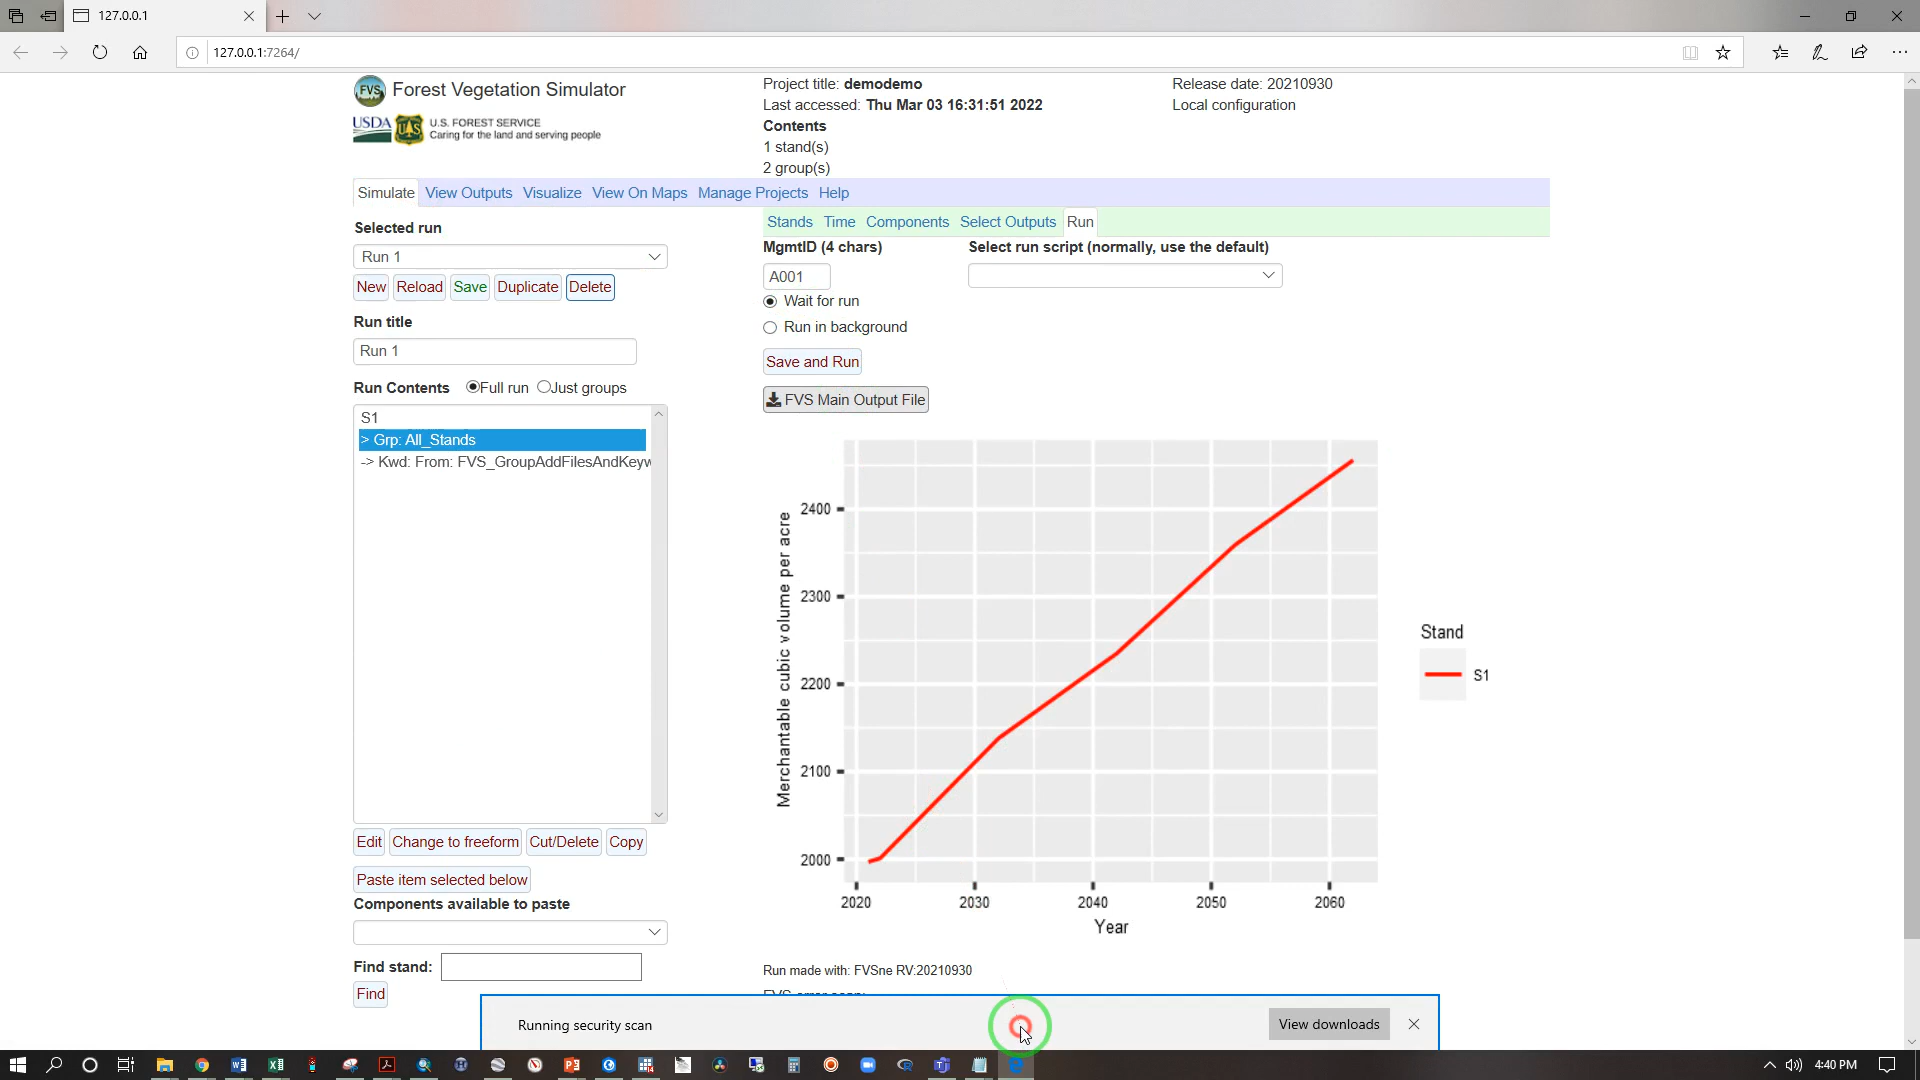 127.0.0.1
127.0.0.1:7264/
FVS
Forest Vegetation Simulator
USDA
U.S. FOREST SERVICE
Caring for the land and serving people
Project title: demodemo
Last accessed: Thu Mar 03 16:31:51 2022
Contents
1 stand(s)
2 group(s)
Release date: 20210930
Local configuration
Simulate View Outputs Visualize View On Maps Manage Projects Help
Selected run
Run 1
New Reload Save Duplicate Delete
Run title
Run 1
Run Contents Full run Just groups
S1
> Grp: All_Stands
-> Kwd: From: FVS_GroupAddFilesAndKeyw
Edit Change to freeform Cut/Delete Copy
Paste item selected below
Components available to paste
Find stand:
Find
Stands Time Components Select Outputs Run
MgmtID (4 chars)
A001
Select run script (normally, use the default)
Wait for run
Run in background
Save and Run
FVS Main Output File
Merchantable cubic volume per acre
2400
2300
2200
2100
2000
2020 2030 2040 2050 2060
Year
Stand
S1
Run made with: FVSne RV:20210930
FVS error scan:
Running security scan
View downloads
4:40 PM